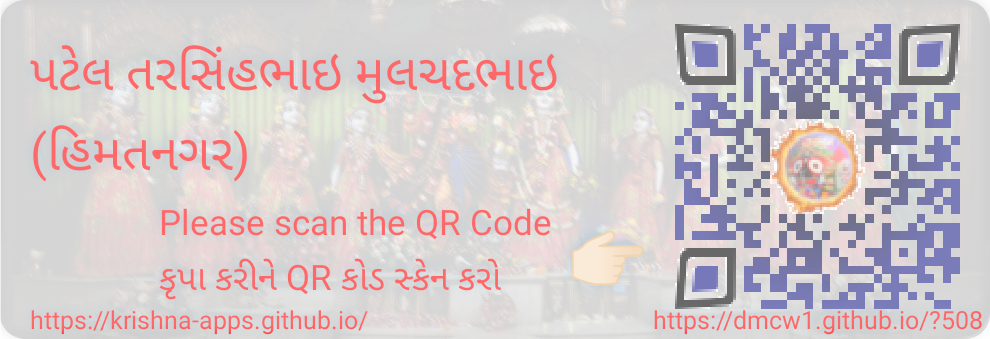 પટેલ તરસિંહભાઇ મુલચદભાઇ
(હિમતનગર)
Please scan the QR Code
કૃપા કરીને QR કોડ સ્કેન કરો
https://krishna-apps.github.io/
https://dmcw1.github.io/?508